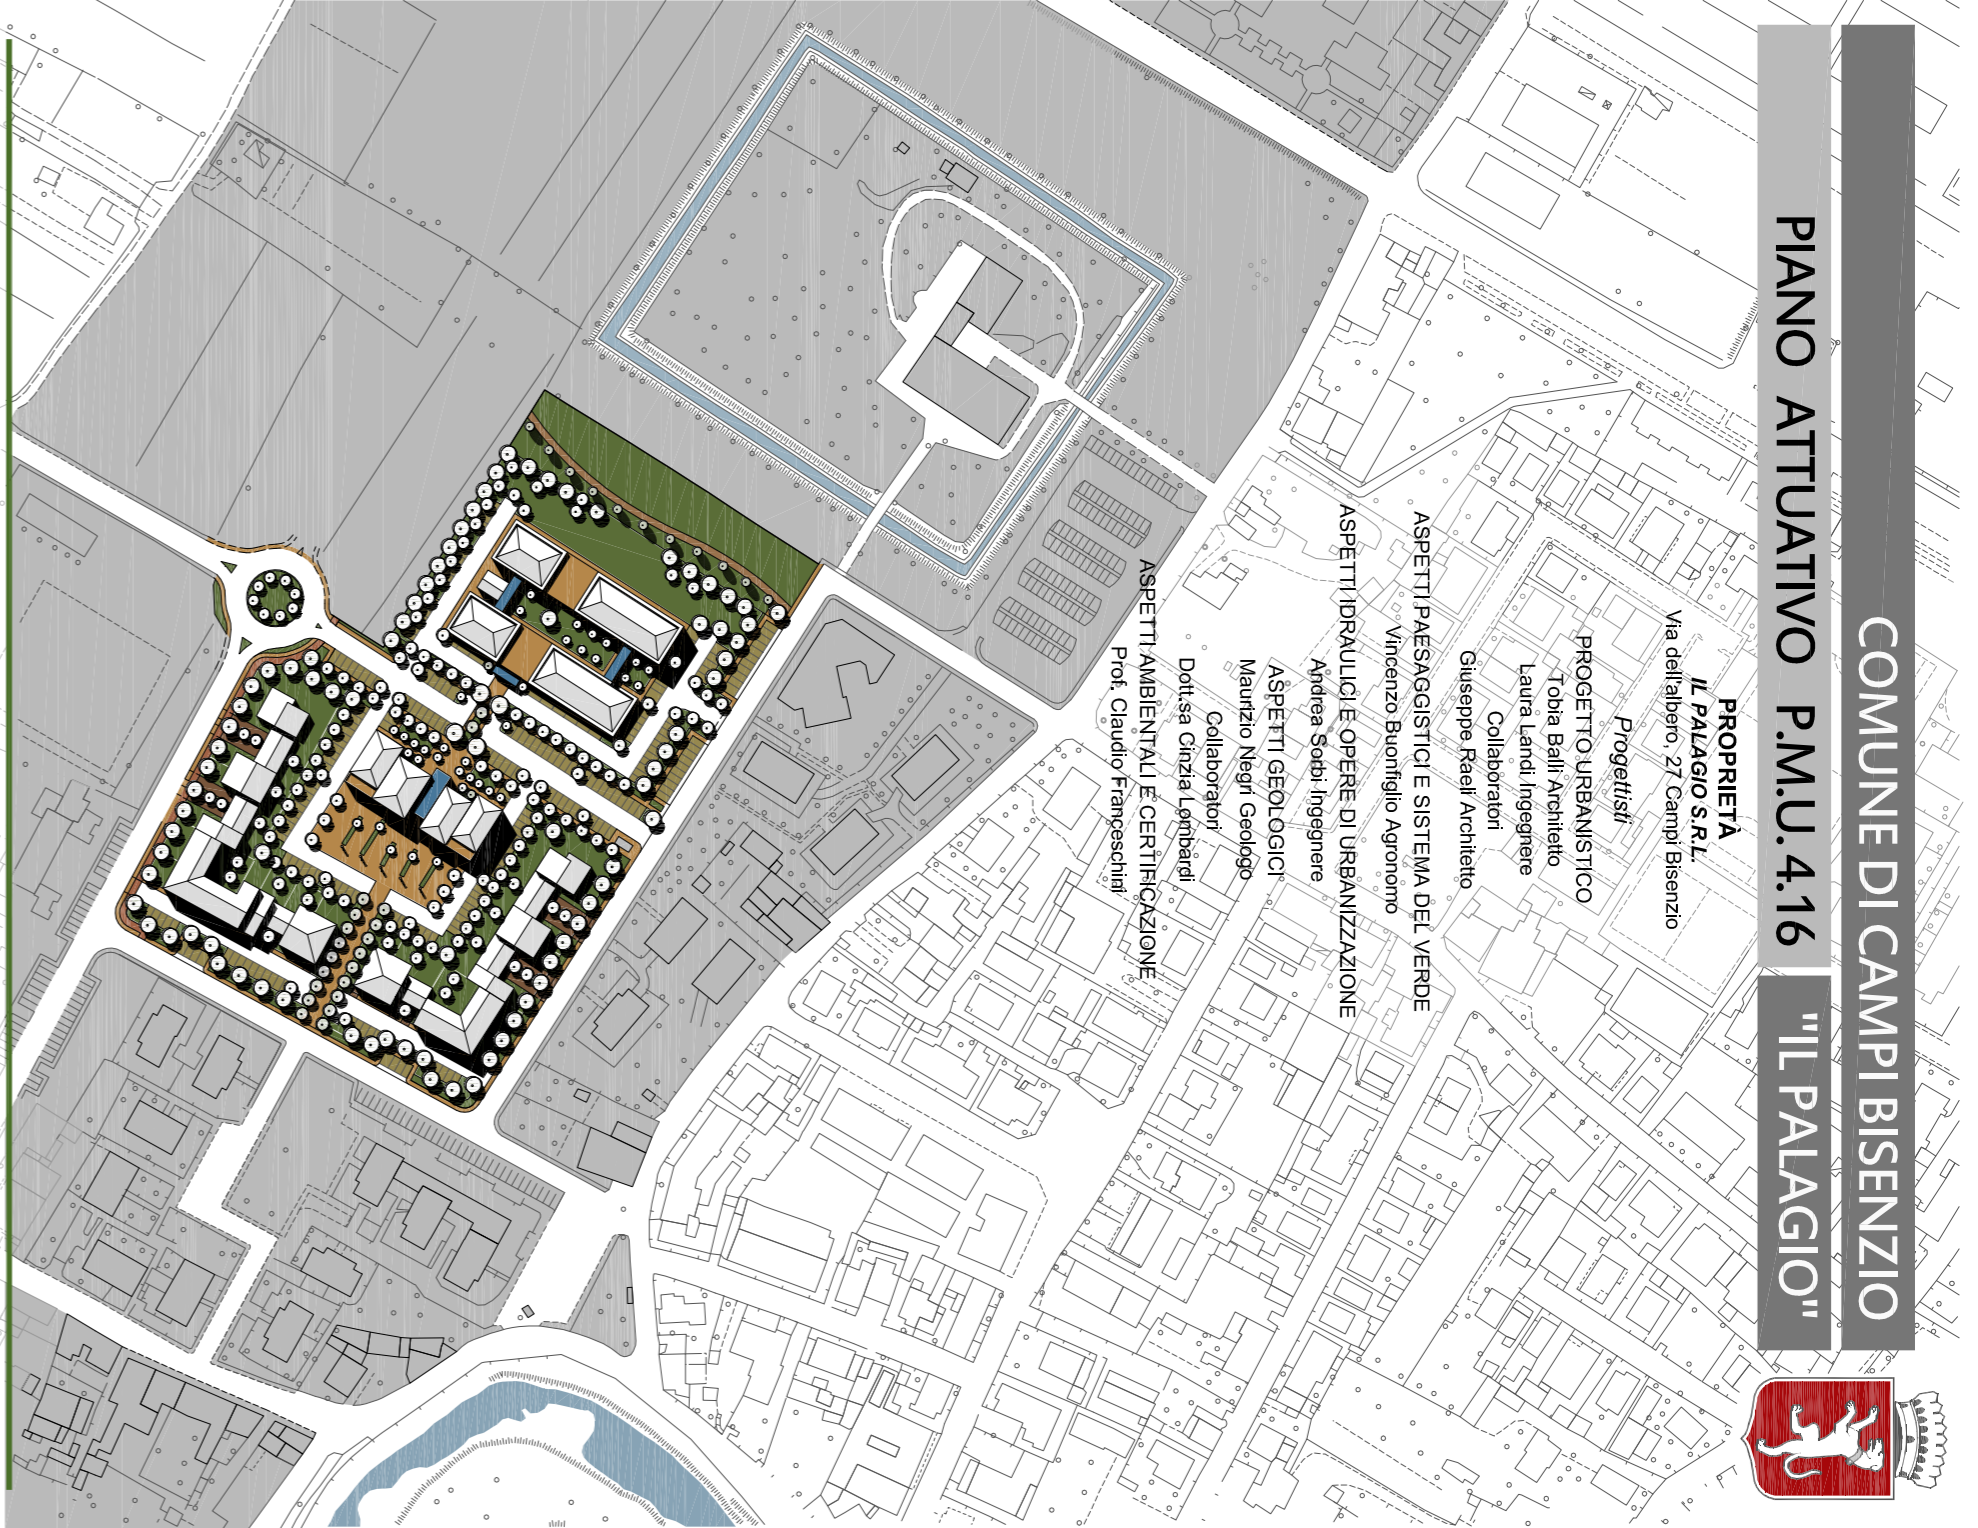 COMUNE DI CAMPI BISENZIO
PIANO ATTUATIVO P.M.U. 4.16
"IL PALAGIO"
PROPRIETÀ
IL PALAGIO S.R.L.
Via dell'albero, 27 Campi Bisenzio
Progettisti
PROGETTO URBANISTICO
Tobia Balli Architetto
Laura Landi Ingegnere
Collaboratori
Giuseppe Raeli Architetto
ASPETTI PAESAGGISTICI E SISTEMA DEL VERDE
Vincenzo Buonfiglio Agronomo
ASPETTI IDRAULICI E OPERE DI URBANIZZAZIONE
Andrea Sorbi Ingegnere
ASPETTI GEOLOGICI
Maurizio Negri Geologo
Collaboratori
Dott.sa Cinzia Lombardi
ASPETTI AMBIENTALI E CERTIFICAZIONE
Prof. Claudio Franceschini